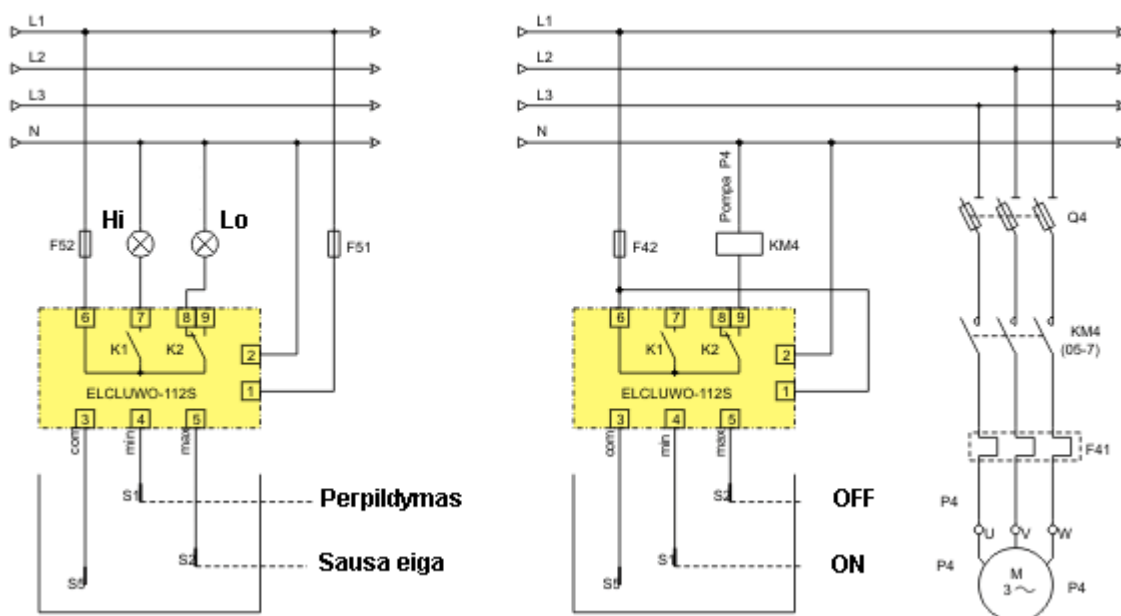 L1 L1
L2 L2
L3 L3
N N
Pompa P4
Hi Lo Q4
F52 F51 F42 KM4
6 7 8 9 6 7 8 9
K1 K2 2 K1 K2 2 KM4
(05-7)
1 1
ELCLUWO-112S ELCLUWO-112S
3 4 5 3 4 5
com min max com min max F41
S1 Perpildymas S2 OFF P4
U V W
S2 Sausa eiga S1 ON P4
S5 S5 M P4
3